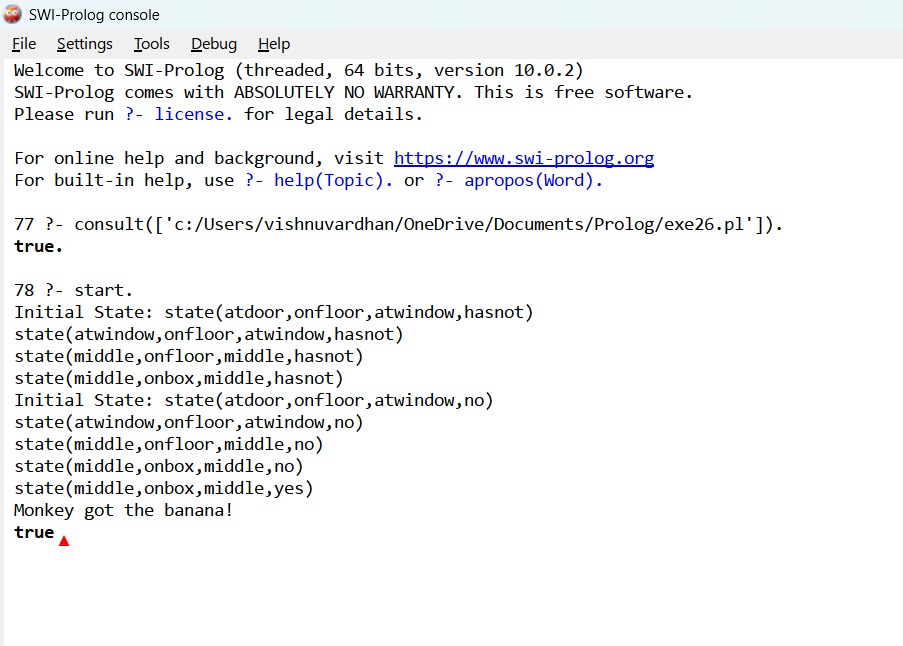 SWI-Prolog console
File Settings Tools Debug Help
Welcome to SWI-Prolog (threaded, 64 bits, version 10.0.2)
SWI-Prolog comes with ABSOLUTELY NO WARRANTY. This is free software.
Please run ?- license. for legal details.
For online help and background, visit https://www.swi-prolog.org
For built-in help, use ?- help(Topic). or ?- apropos(Word).
77 ?- consult(['c:/Users/vishnuvardhan/OneDrive/Documents/Prolog/exe26.pl']).
true.
78 ?- start.
Initial State: state(atdoor,onfloor,atwindow,hasnot)
state(atwindow,onfloor,atwindow,hasnot)
state(middle,onfloor,middle,hasnot)
state(middle,onbox,middle,hasnot)
Initial State: state(atdoor,onfloor,atwindow,no)
state(atwindow,onfloor,atwindow,no)
state(middle,onfloor,middle,no)
state(middle,onbox,middle,no)
state(middle,onbox,middle,yes)
Monkey got the banana!
true